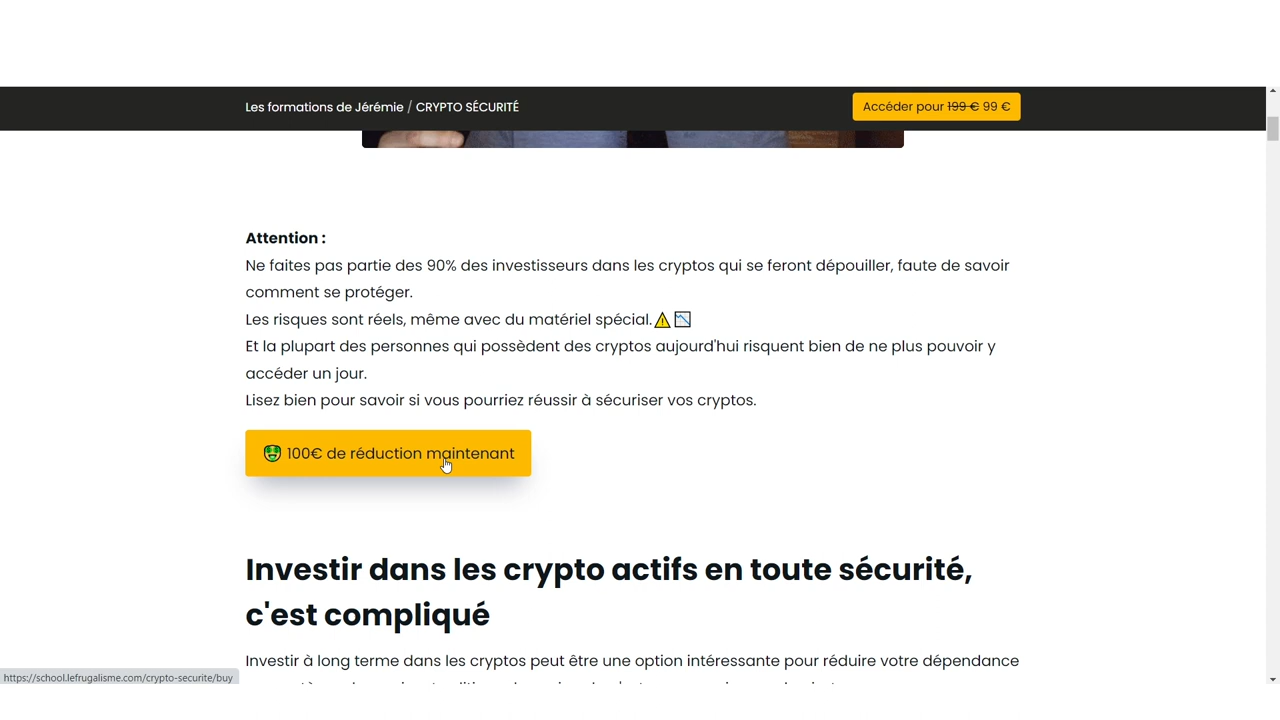 Les formations de Jérémie / CRYPTO SÉCURITÉ
Accéder pour 199 € 99 €
Attention :
Ne faites pas partie des 90% des investisseurs dans les cryptos qui se feront dépouiller, faute de savoir
comment se protéger.
Les risques sont réels, même avec du matériel spécial.
Et la plupart des personnes qui possèdent des cryptos aujourd'hui risquent bien de ne plus pouvoir y
accéder un jour.
Lisez bien pour savoir si vous pourriez réussir à sécuriser vos cryptos.
100€ de réduction maintenant
Investir dans les crypto actifs en toute sécurité,
c'est compliqué
Investir à long terme dans les cryptos peut être une option intéressante pour réduire votre dépendance
https://school.lefrugalisme.com/crypto-securite/buy